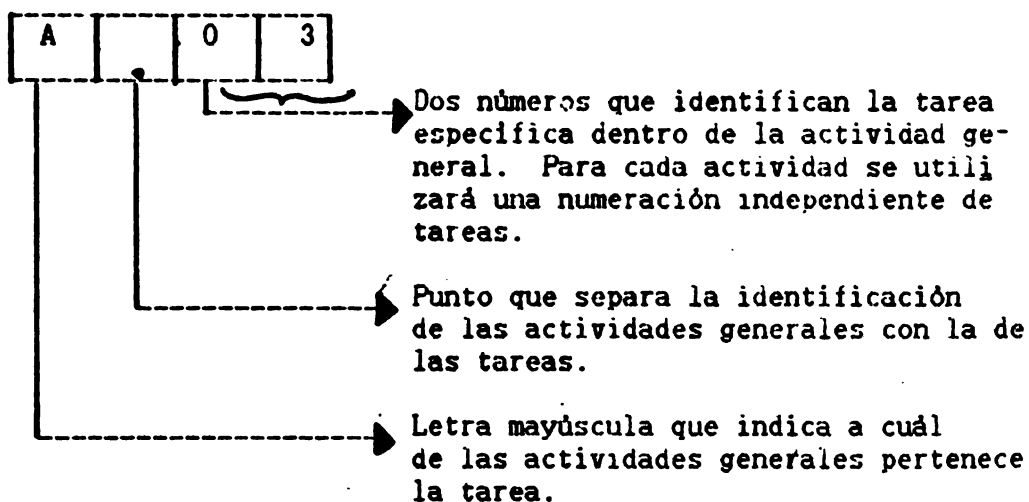 A . 0 3
Dos números que identifican la tarea
específica dentro de la actividad ge-
neral. Para cada actividad se utili
zará una numeración independiente de
tareas.
Punto que separa la identificación
de las actividades generales con la de
las tareas.
Letra mayúscula que indica a cuál
de las actividades generales pertenece
la tarea.